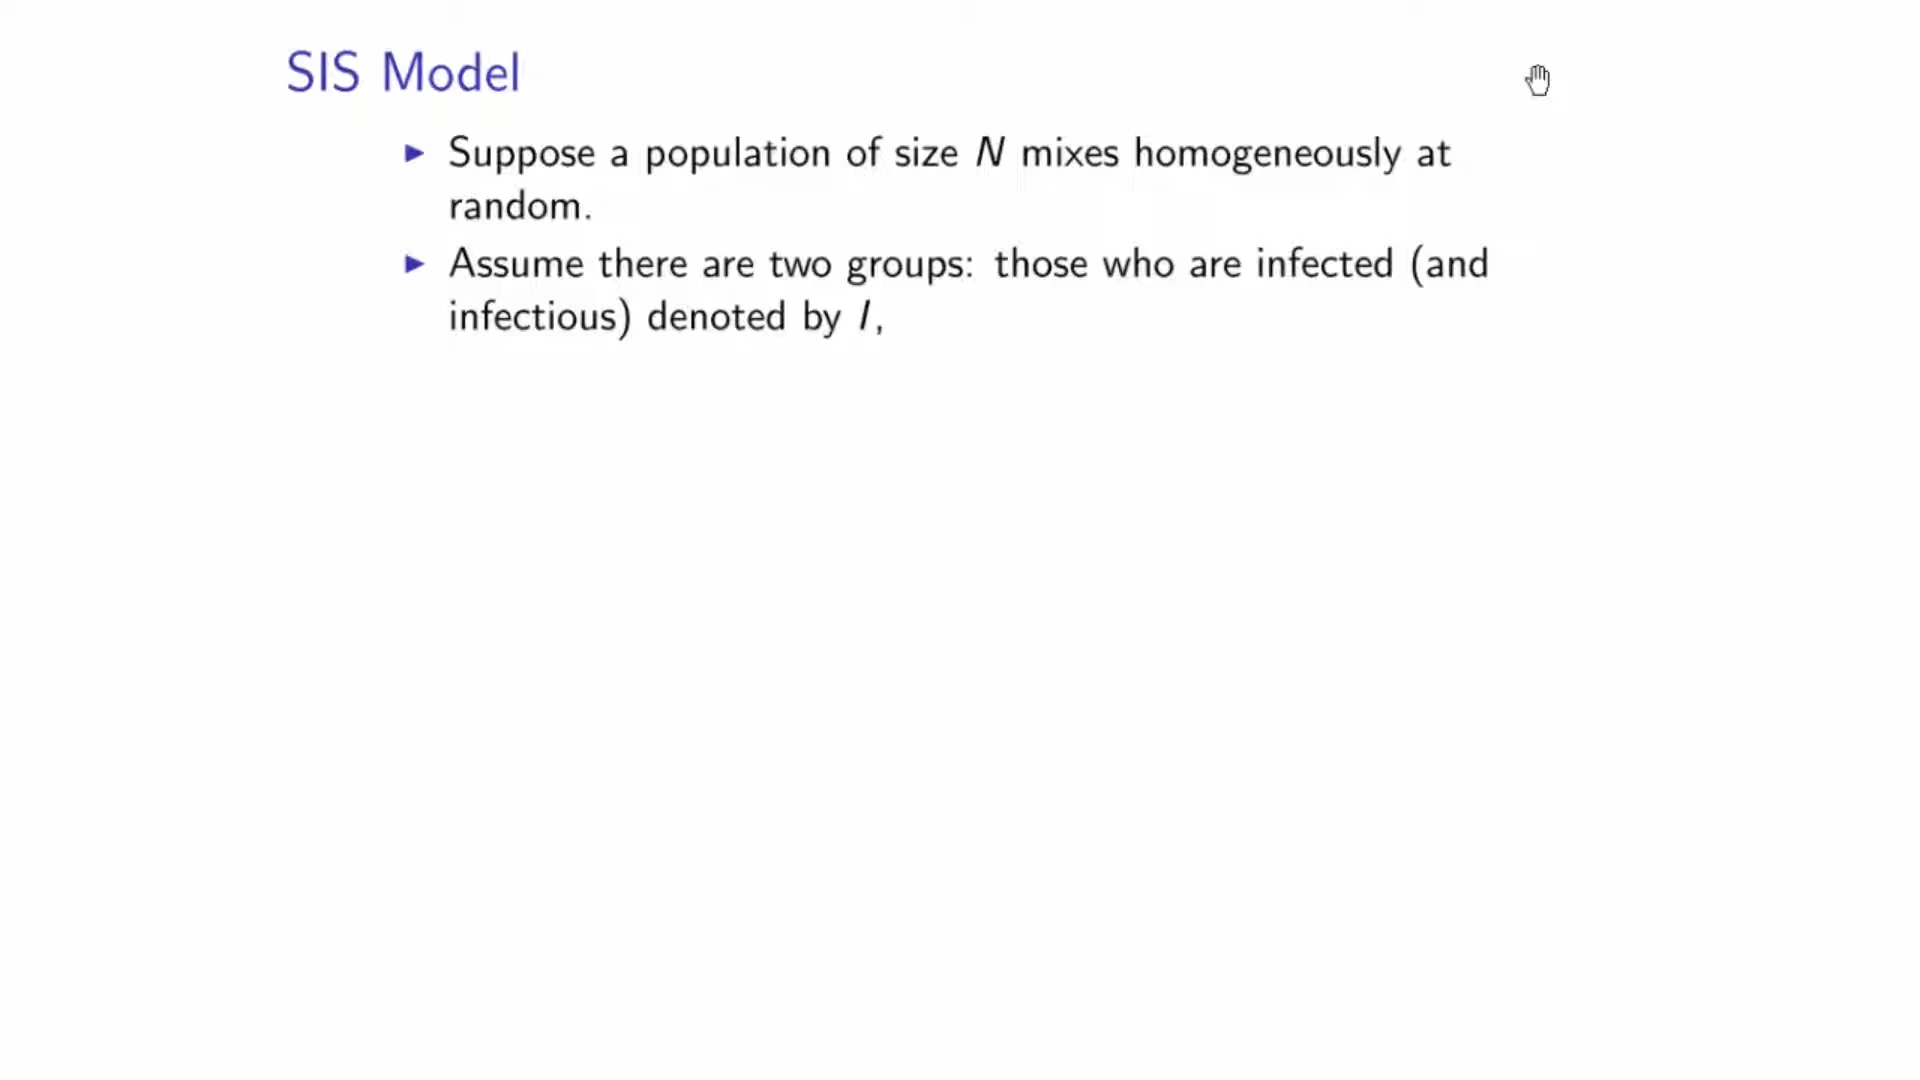 SIS Model
Suppose a population of size N mixes homogeneously at
random.
Assume there are two groups: those who are infected (and
infectious) denoted by I,